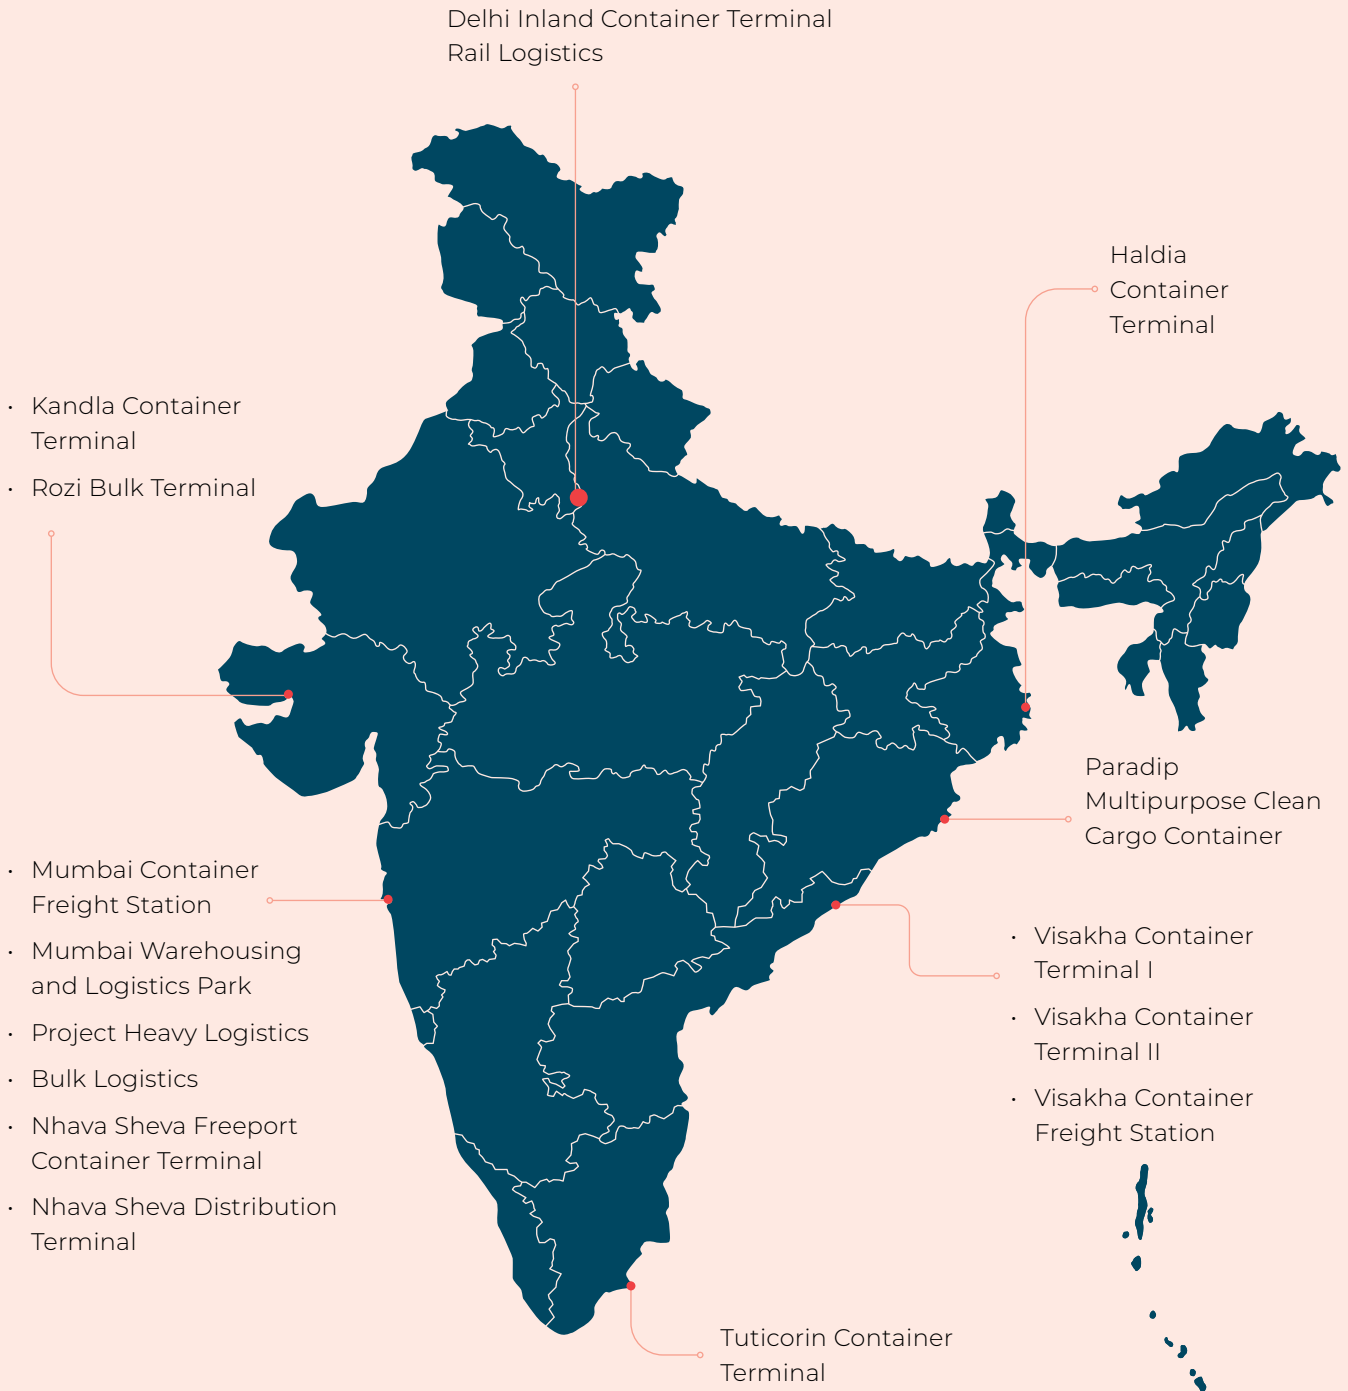 Delhi Inland Container Terminal
Rail Logistics
Haldia
Container
Terminal
· Kandla Container
Terminal
· Rozi Bulk Terminal
Paradip
Multipurpose Clean
Cargo Container
· Mumbai Container
Freight Station
· Mumbai Warehousing
and Logistics Park
· Project Heavy Logistics
· Bulk Logistics
· Nhava Sheva Freeport
Container Terminal
· Nhava Sheva Distribution
Terminal
· Visakha Container
Terminal I
· Visakha Container
Terminal II
· Visakha Container
Freight Station
Tuticorin Container
Terminal